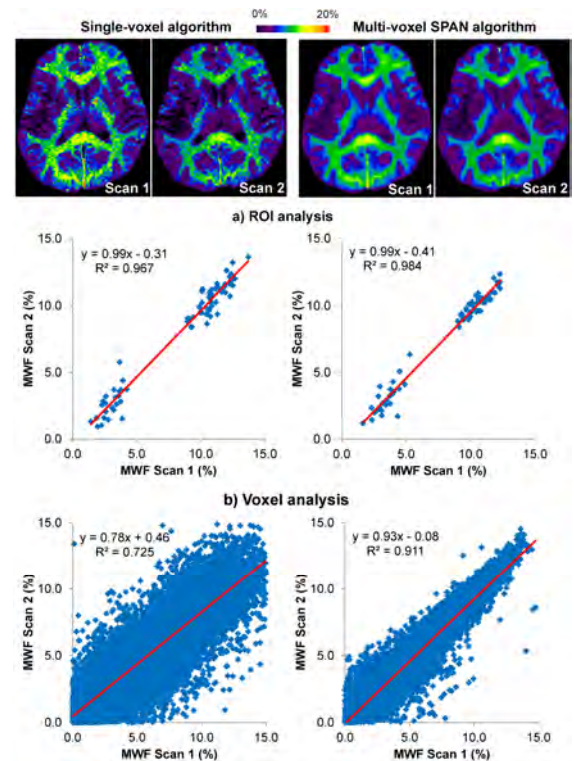 0% 20%
Single-voxel algorithm Multi-voxel SPAN algorithm
Scan 1 Scan 2 Scan 1 Scan 2
a) ROI analysis
15.0 15.0
y = 0.99x - 0.31 y = 0.99x - 0.41
R² = 0.967 R² = 0.984
MWF Scan 2 (%) MWF Scan 2 (%)
10.0 10.0
5.0 5.0
0.0 0.0
0.0 5.0 10.0 15.0 0.0 5.0 10.0 15.0
MWF Scan 1 (%) MWF Scan 1 (%)
b) Voxel analysis
15.0 15.0
y = 0.78x + 0.46 y = 0.93x - 0.08
R² = 0.725 R² = 0.911
MWF Scan 2 (%) MWF Scan 2 (%)
10.0 10.0
5.0 5.0
0.0 0.0
0.0 5.0 10.0 15.0 0.0 5.0 10.0 15.0
MWF Scan 1 (%) MWF Scan 1 (%)